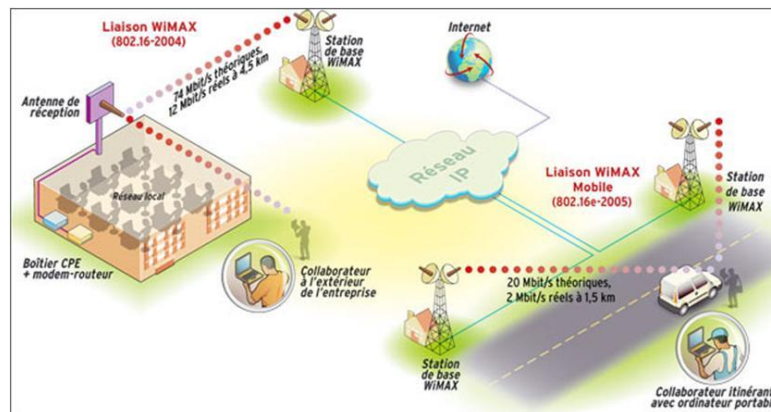 Liaison WiMAX
(802.16-2004)
74 Mbit/s théoriques,
12 Mbit/s réels à 4,5 km
Station
de base
WiMAX
Internet
Antenne de
réception
Réseau local
Boîtier CPE
+ modem-routeur
Collaborateur
à l'extérieur
de l'entreprise
Réseau
IP
Liaison WiMAX
Mobile
(802.16e-2005)
Station
de base
WiMAX
20 Mbit/s théoriques,
2 Mbit/s réels à 1,5 km
Station
de base
WiMAX
Collaborateur itinérant
avec ordinateur portabl